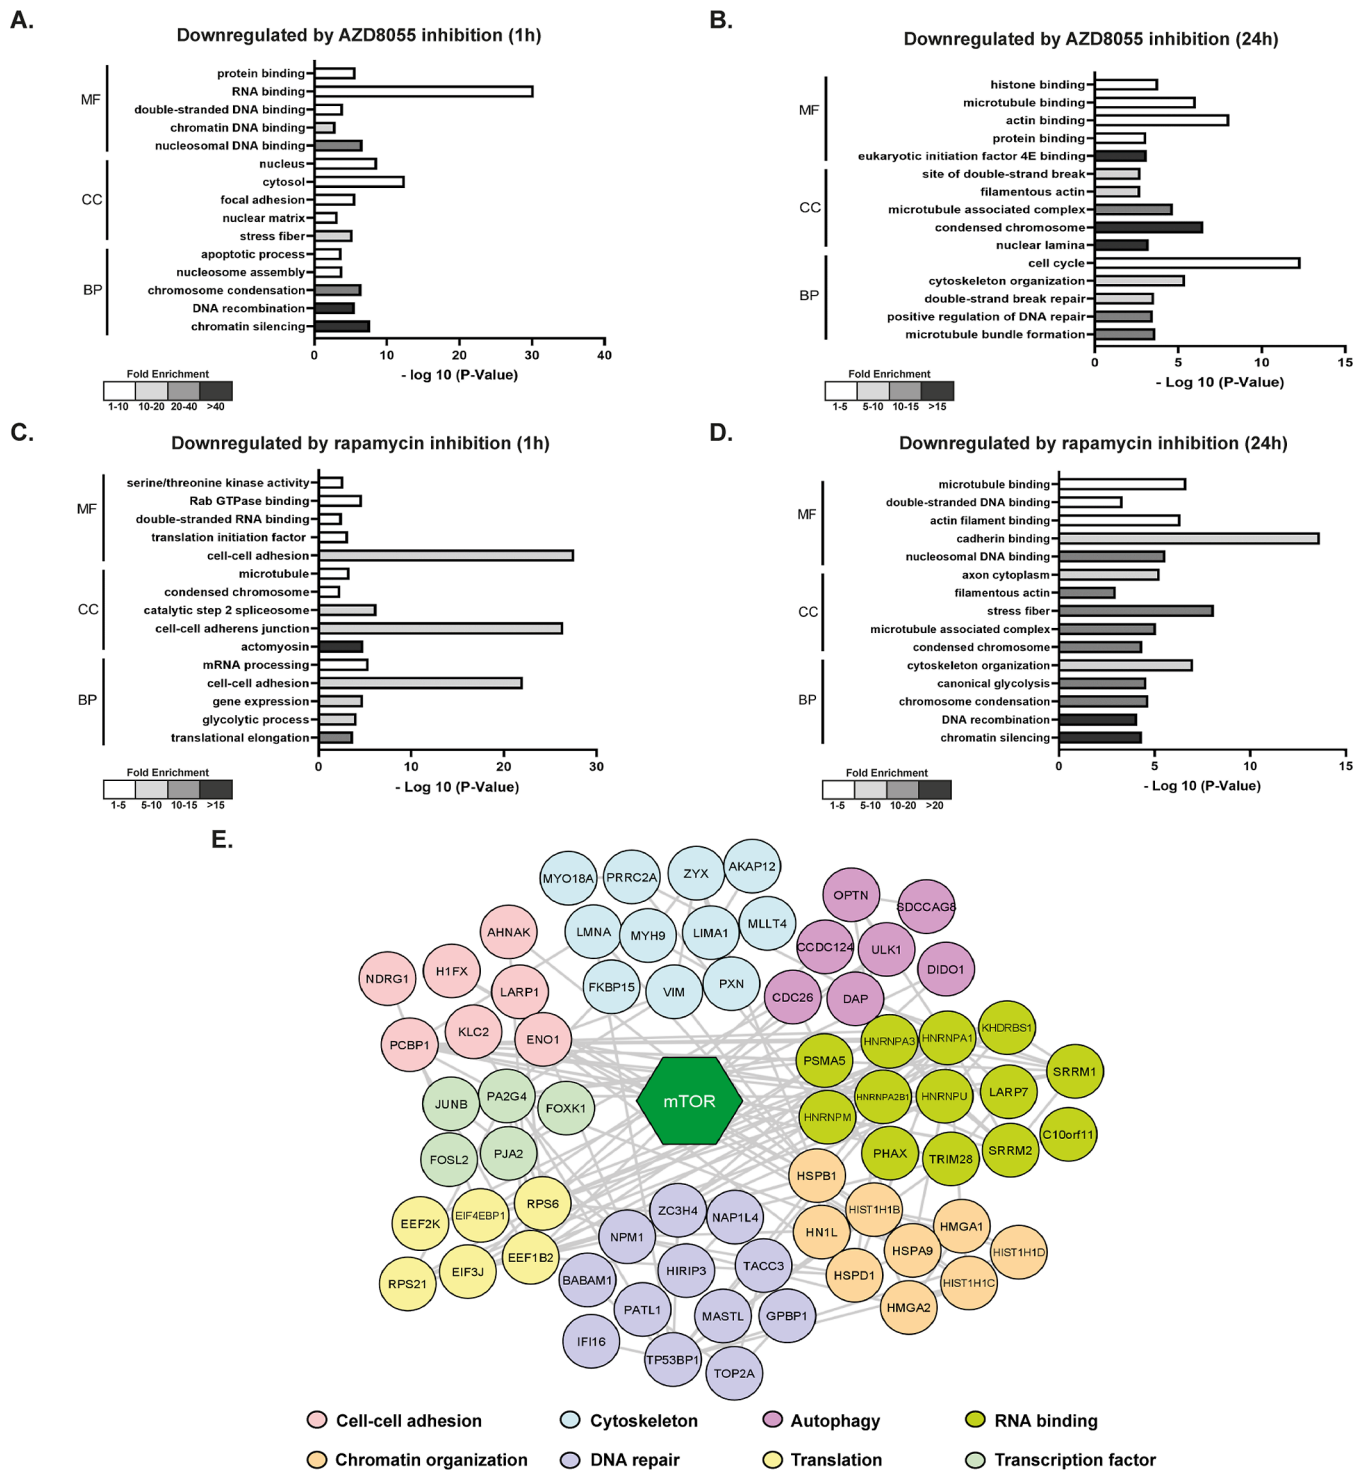 A.
Downregulated by AZD8055 inhibition (1h)
MF
protein binding
RNA binding
double-stranded DNA binding
chromatin DNA binding
nucleosomal DNA binding
CC
nucleus
cytosol
focal adhesion
nuclear matrix
stress fiber
BP
apoptotic process
nucleosome assembly
chromosome condensation
DNA recombination
chromatin silencing
0 10 20 30 40
- log 10 (P-Value)
Fold Enrichment
1-10 10-20 20-40 >40
B.
Downregulated by AZD8055 inhibition (24h)
MF
histone binding
microtubule binding
actin binding
protein binding
eukaryotic initiation factor 4E binding
CC
site of double-strand break
filamentous actin
microtubule associated complex
condensed chromosome
nuclear lamina
BP
cell cycle
cytoskeleton organization
double-strand break repair
positive regulation of DNA repair
microtubule bundle formation
0 5 10 15
- Log 10 (P-Value)
Fold Enrichment
1-5 5-10 10-15 >15
C.
Downregulated by rapamycin inhibition (1h)
MF
serine/threonine kinase activity
Rab GTPase binding
double-stranded RNA binding
translation initiation factor
cell-cell adhesion
CC
microtubule
condensed chromosome
catalytic step 2 spliceosome
cell-cell adherens junction
actomyosin
BP
mRNA processing
cell-cell adhesion
gene expression
glycolytic process
translational elongation
0 10 20 30
- Log 10 (P-Value)
Fold Enrichment
1-5 5-10 10-15 >15
D.
Downregulated by rapamycin inhibition (24h)
MF
microtubule binding
double-stranded DNA binding
actin filament binding
cadherin binding
nucleosomal DNA binding
CC
axon cytoplasm
filamentous actin
stress fiber
microtubule associated complex
condensed chromosome
BP
cytoskeleton organization
canonical glycolysis
chromosome condensation
DNA recombination
chromatin silencing
0 5 10 15
- Log 10 (P-Value)
Fold Enrichment
1-5 5-10 10-20 >20
E.
MYO18A PRRC2A ZYX AKAP12
LMNA MYH9 LIMA1 MLLT4
FKBP15 VIM PXN
OPTN SDCCAG8
CCDC124 ULK1 DIDO1
CDC26 DAP
AHNAK
NDRG1 H1FX LARP1
PCBP1 KLC2 ENO1
mTOR
PSMA5 HNRNPA3 HNRNPA1 KHDRBS1
SRRM1
HNRNPM HNRNPA2B1 HNRNPU LARP7
PHAX TRIM28 SRRM2 C10orf11
JUNB PA2G4 FOXK1
FOSL2 PJA2
EEF2K EIF4EBP1 RPS6
RPS21 EIF3J EEF1B2
ZC3H4 NAP1L4
NPM1 HIRIP3 TACC3
BABAM1 PATL1 MASTL GPBP1
IFI16 TP53BP1 TOP2A
HSPB1
HN1L HIST1H1B HMGA1
HSPD1 HSPA9 HIST1H1D
HMGA2 HIST1H1C
Cell-cell adhesion Cytoskeleton Autophagy RNA binding
Chromatin organization DNA repair Translation Transcription factor